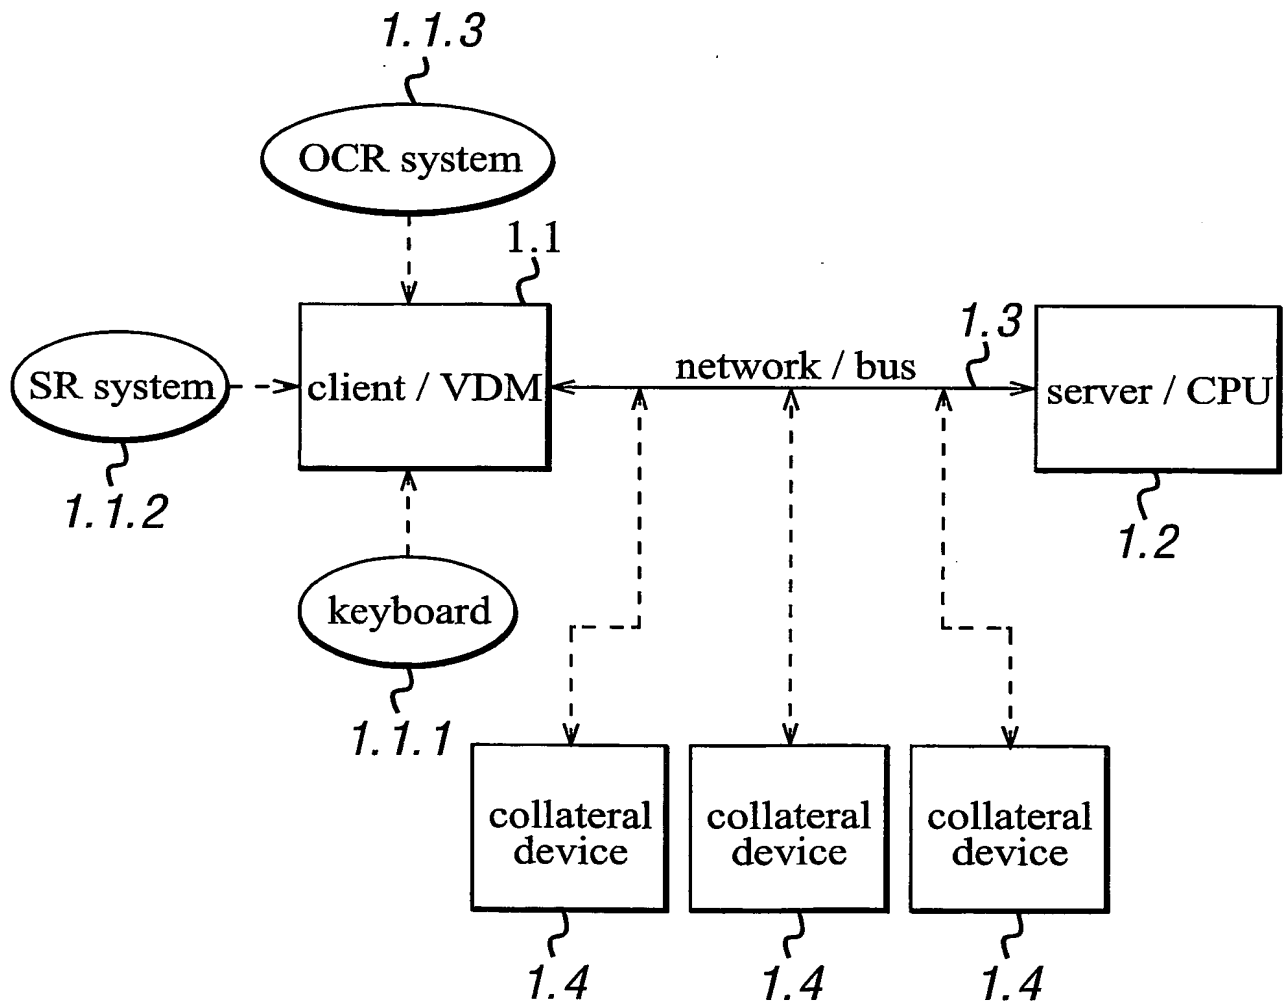 1.1.3
OCR system
1.1
1.3
network / bus
SR system
client / VDM
server / CPU
1.1.2
1.2
keyboard
1.1.1
collateral
device
collateral
device
collateral
device
1.4
1.4
1.4